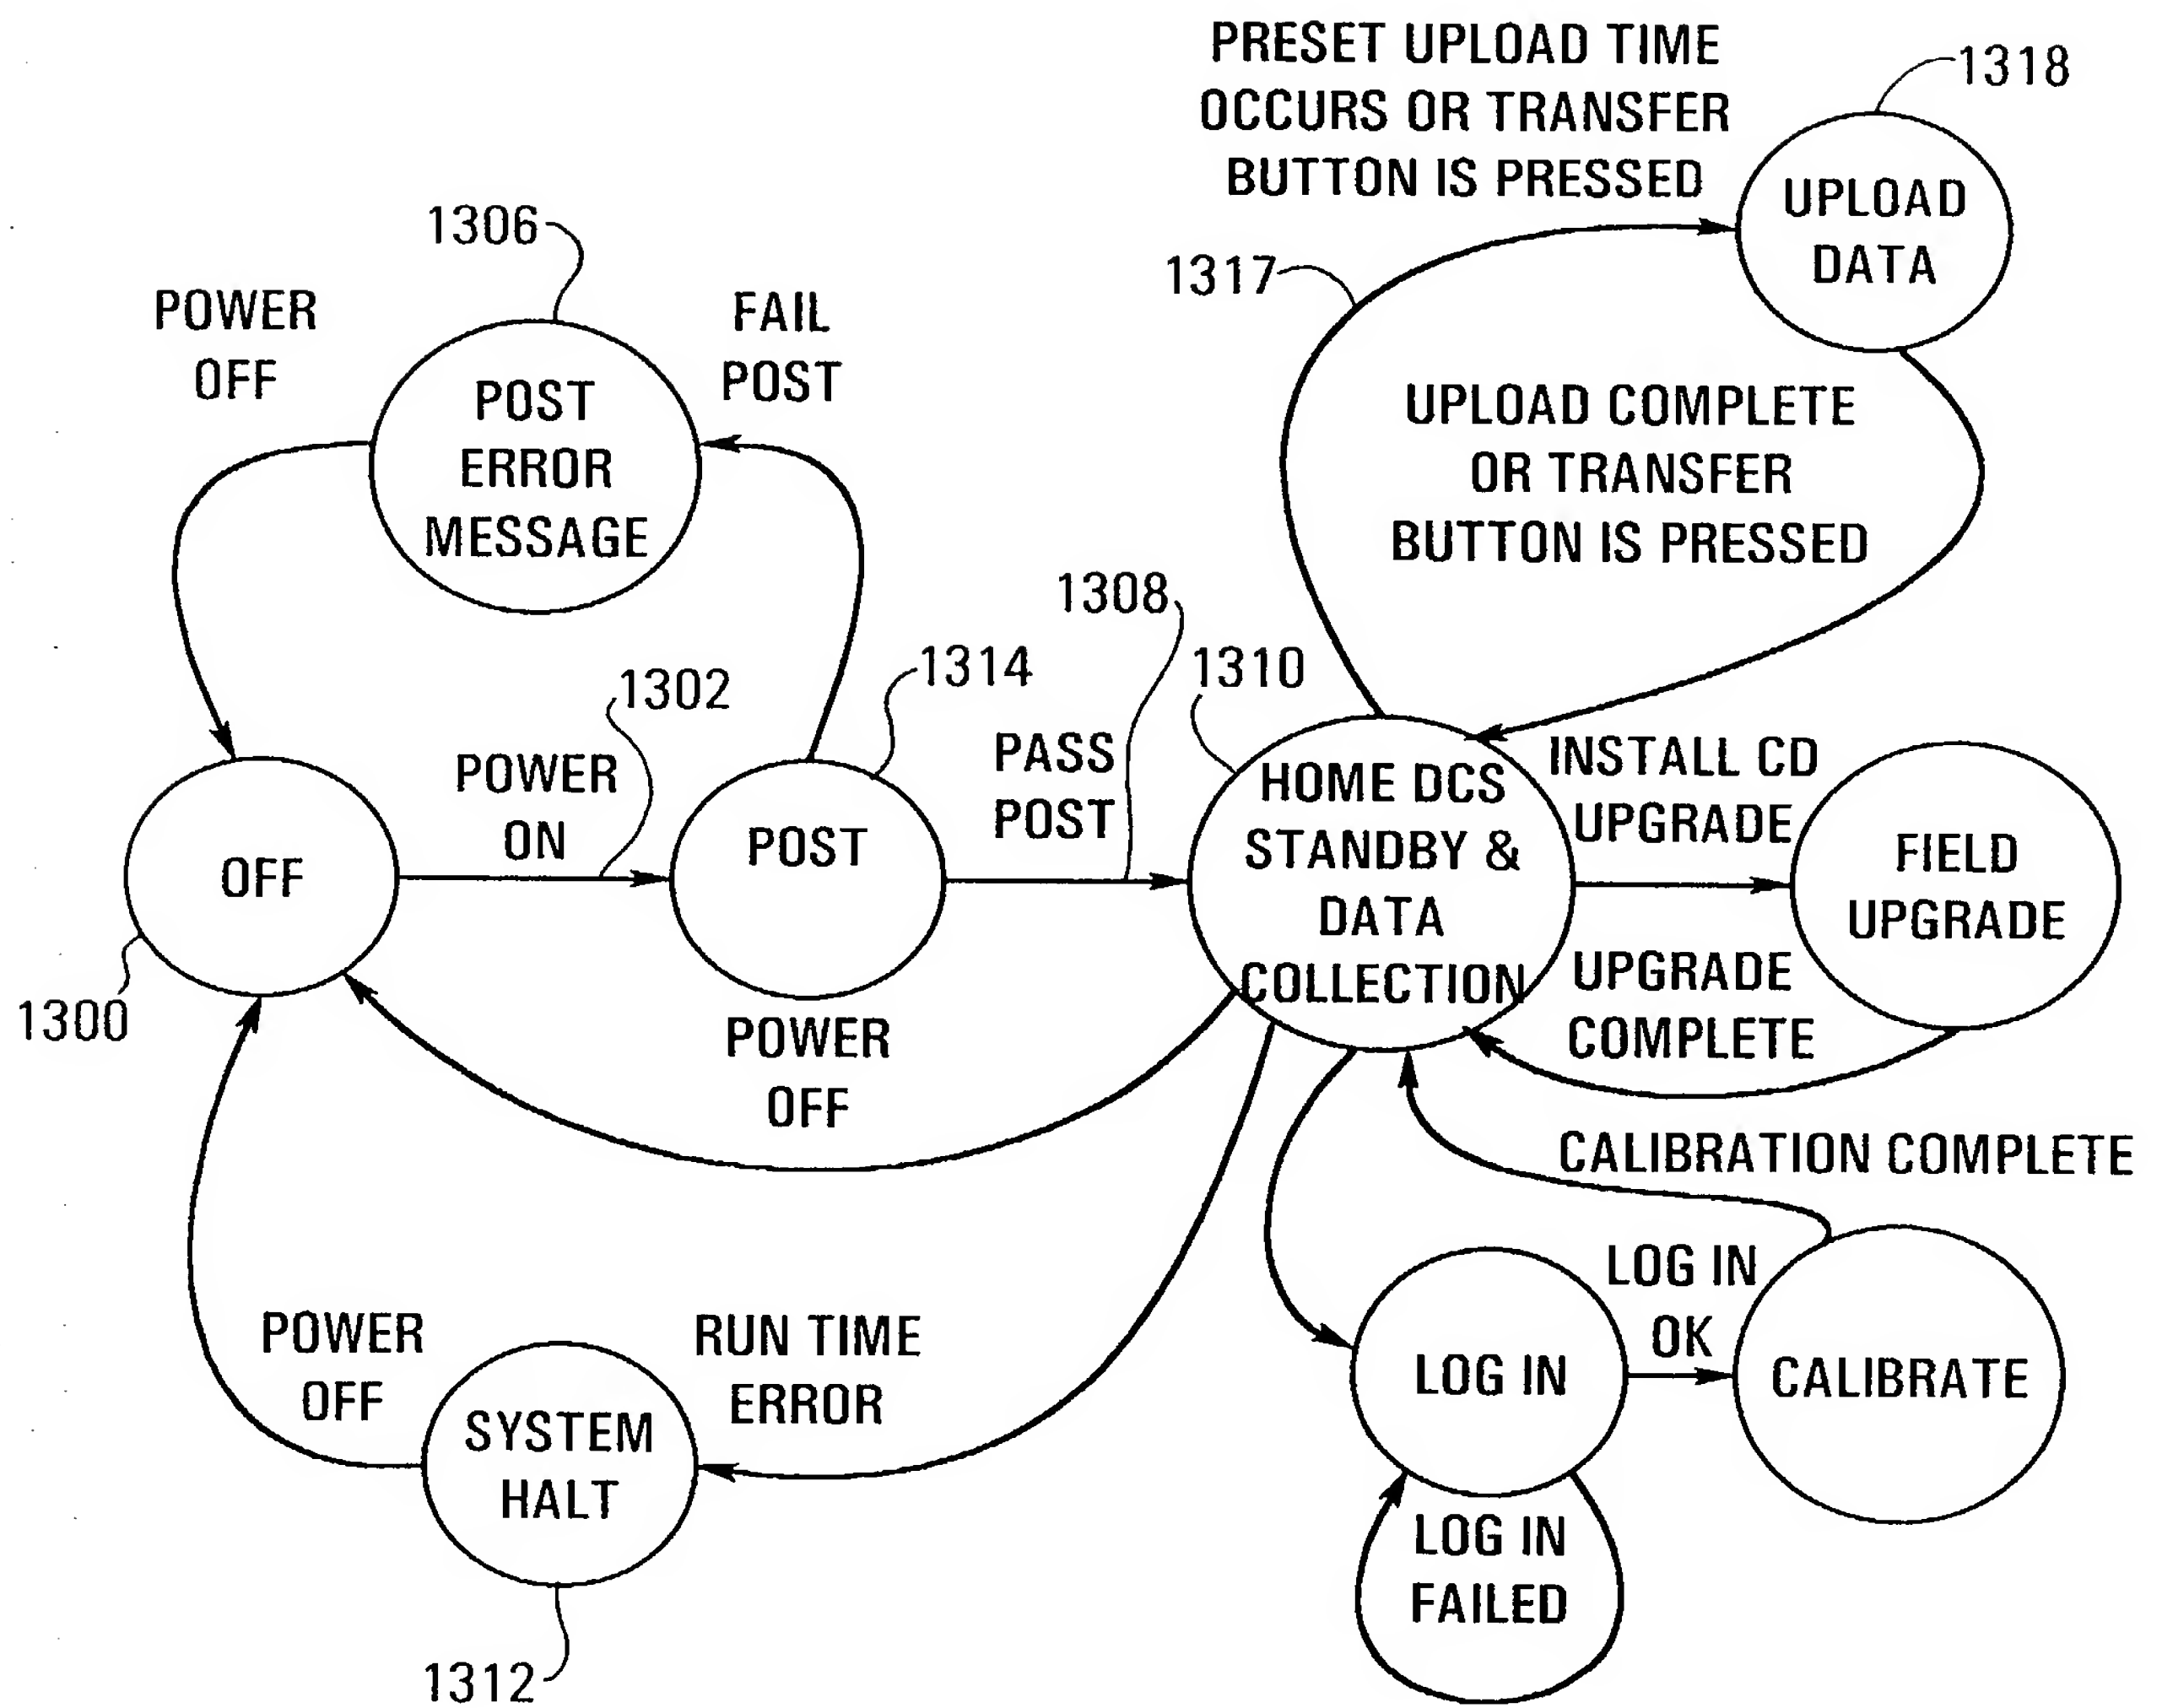 PRESET UPLOAD TIME
OCCURS OR TRANSFER
BUTTON IS PRESSED
1318
UPLOAD
DATA
1317
1306
POWER
OFF
FAIL
POST
POST
ERROR
MESSAGE
UPLOAD COMPLETE
OR TRANSFER
BUTTON IS PRESSED
1308
1302
1314
1310
POWER
ON
PASS
POST
OFF
POST
1300
HOME DCS
STANDBY &
DATA
COLLECTION
INSTALL CD
UPGRADE
FIELD
UPGRADE
UPGRADE
COMPLETE
POWER
OFF
CALIBRATION COMPLETE
POWER
OFF
RUN TIME
ERROR
SYSTEM
HALT
1312
LOG IN
LOG IN
OK
CALIBRATE
LOG IN
FAILED